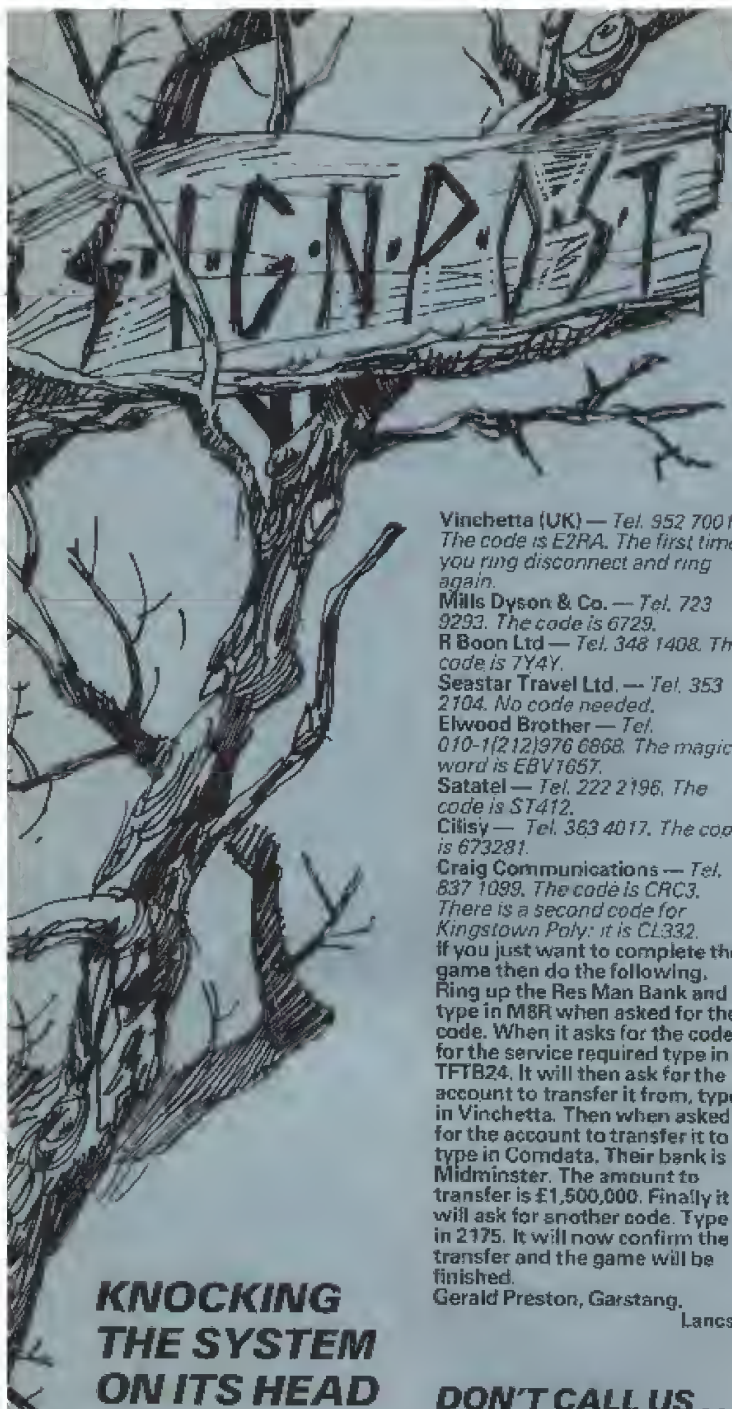 S·I·G·N·P·O·S·T
Vinchetta (UK) — Tel. 952 7001
The code is E2RA. The first time
you ring disconnect and ring
again.
Mills Dyson & Co. — Tel. 723
9293. The code is 6729.
R Boon Ltd — Tel. 348 1408. Th
code is 7Y4Y.
Seastar Travel Ltd. — Tel. 353
2104. No code needed.
Elwood Brother — Tel.
010-1(212)976 6868. The magic
word is EBV1657.
Satatel — Tel. 222 2196. The
code is ST412.
Cilisy — Tel. 363 4017. The cod
is 673281.
Craig Communications — Tel.
837 1099. The code is CRC3.
There is a second code for
Kingstown Poly: it is CL332.
If you just want to complete the
game then do the following.
Ring up the Res Man Bank and
type in M8R when asked for the
code. When it asks for the code
for the service required type in
TFTB24. It will then ask for the
account to transfer it from, type
in Vinchetta. Then when asked
for the account to transfer it to
type in Comdata. Their bank is
Midminster. The amount to
transfer is £1,500,000. Finally it
will ask for another code. Type
in 2175. It will now confirm the
transfer and the game will be
finished.
Gerald Preston, Garstang,
Lancs
KNOCKING
THE SYSTEM
ON ITS HEAD
DON'T CALL US . .